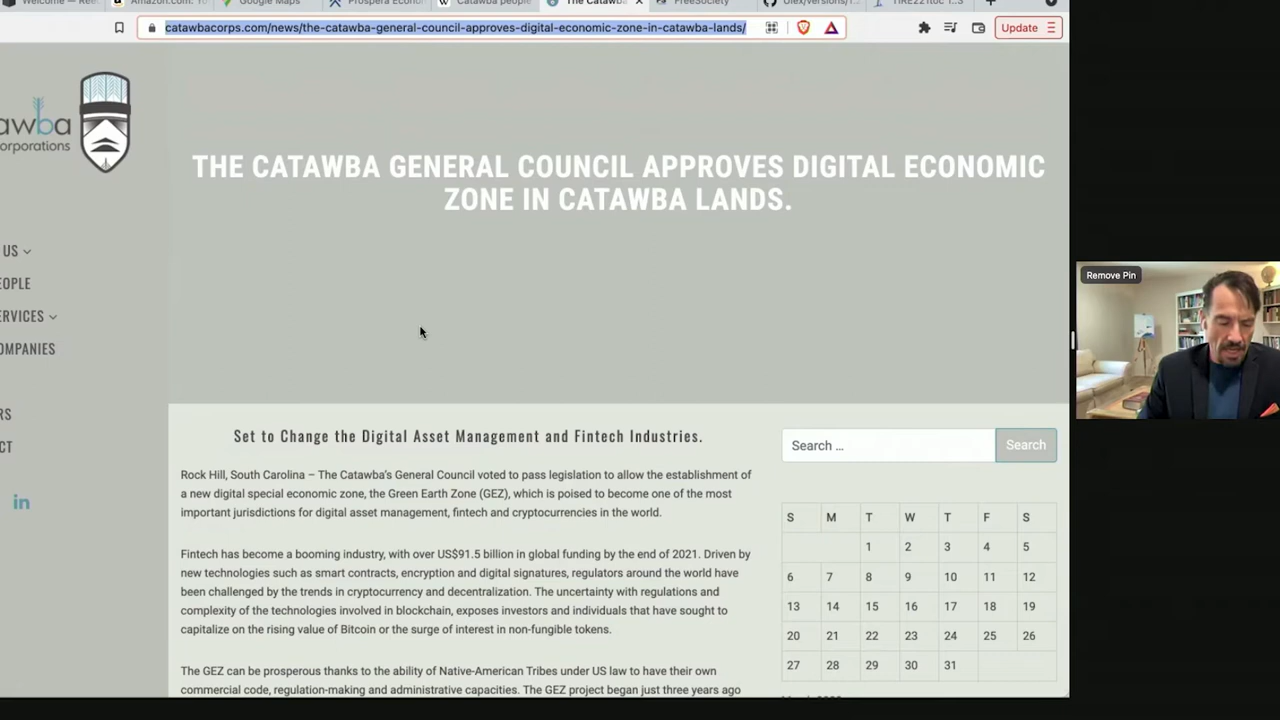 Welcome — Ree
Amazon.com: Yo
Google Maps
Próspera Econo
Catawba people
The Catawba
FreeSociety
catawbacorps.com/news/the-catawba-general-council-approves-digital-economic-zone-in-catawba-lands/
Update
awba
orporations
THE CATAWBA GENERAL COUNCIL APPROVES DIGITAL ECONOMIC
ZONE IN CATAWBA LANDS.
US
EOPLE
ERVICES
OMPANIES
RS
CT
in
Remove Pin
Set to Change the Digital Asset Management and Fintech Industries.
Rock Hill, South Carolina – The Catawba's General Council voted to pass legislation to allow the establishment of
a new digital special economic zone, the Green Earth Zone (GEZ), which is poised to become one of the most
important jurisdictions for digital asset management, fintech and cryptocurrencies in the world.
Fintech has become a booming industry, with over US$91.5 billion in global funding by the end of 2021. Driven by
new technologies such as smart contracts, encryption and digital signatures, regulators around the world have
been challenged by the trends in cryptocurrency and decentralization. The uncertainty with regulations and
complexity of the technologies involved in blockchain, exposes investors and individuals that have sought to
capitalize on the rising value of Bitcoin or the surge of interest in non-fungible tokens.
The GEZ can be prosperous thanks to the ability of Native-American Tribes under US law to have their own
commercial code, regulation-making and administrative capacities. The GEZ project began just three years ago
Search ...
Search
S M T W T F S
1 2 3 4 5
6 7 8 9 10 11 12
13 14 15 16 17 18 19
20 21 22 23 24 25 26
27 28 29 30 31